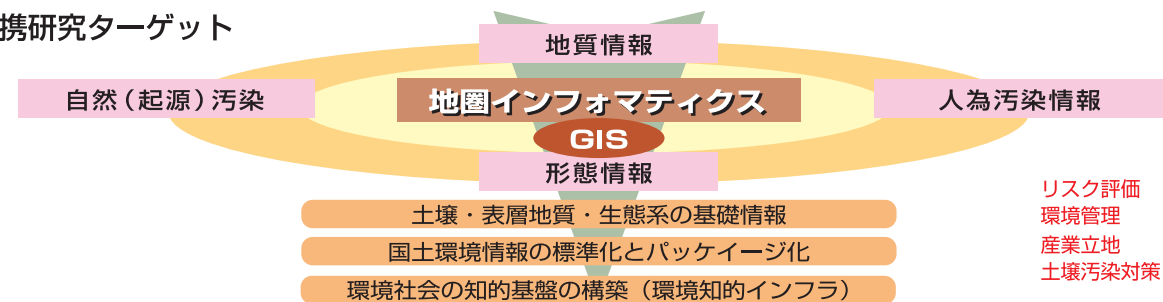 携研究ターゲット
地質情報
自然（起源）汚染
地圏インフォマティクス
人為汚染情報
GIS
形態情報
土壌・表層地質・生態系の基礎情報
国土環境情報の標準化とパッケイージ化
環境社会の知的基盤の構築（環境知的インフラ）
リスク評価
環境管理
産業立地
土壌汚染対策